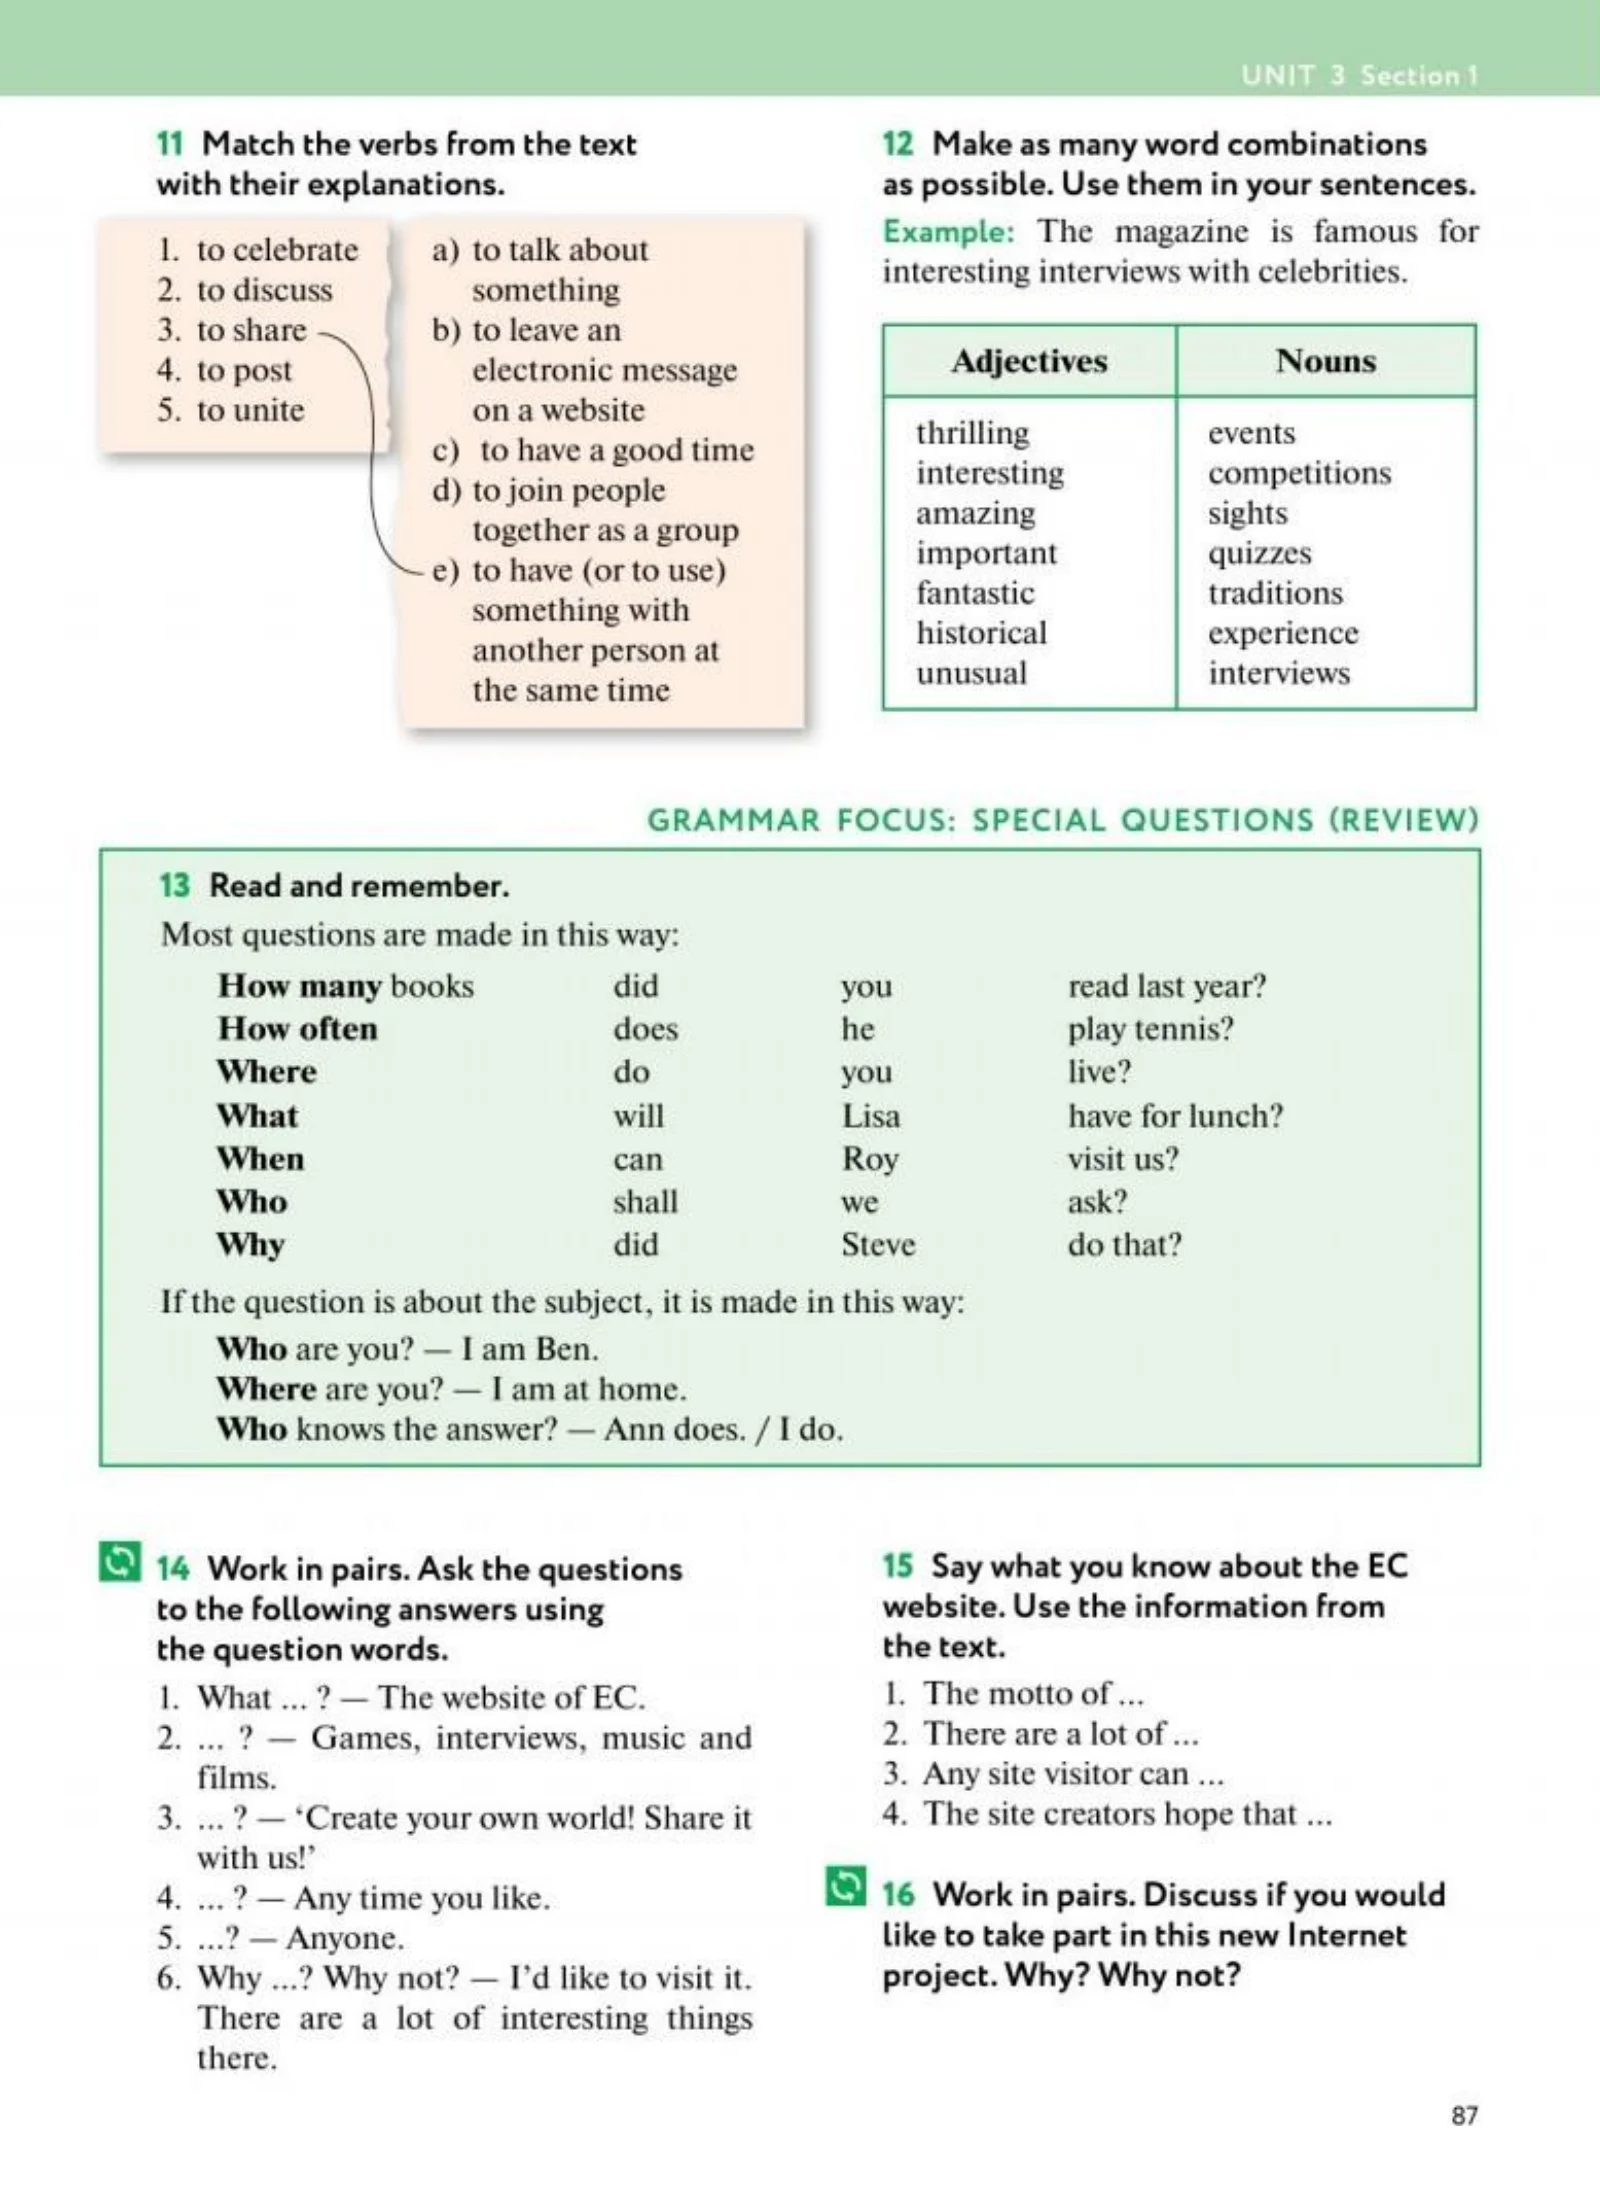 UNIT 3 Section 1
11 Match the verbs from the text
with their explanations.
1. to celebrate
2. to discuss
3. to share
4. to post
5. to unite
a) to talk about
something
b) to leave an
electronic message
on a website
c) to have a good time
d) to join people
together as a group
e) to have (or to use)
something with
another person at
the same time
12 Make as many word combinations
as possible. Use them in your sentences.
Example: The magazine is famous for
interesting interviews with celebrities.
Adjectives Nouns
thrilling events
interesting competitions
amazing sights
important quizzes
fantastic traditions
historical experience
unusual interviews
GRAMMAR FOCUS: SPECIAL QUESTIONS (REVIEW)
13 Read and remember.
Most questions are made in this way:
How many books did you read last year?
How often does he play tennis?
Where do you live?
What will Lisa have for lunch?
When can Roy visit us?
Who shall we ask?
Why did Steve do that?
If the question is about the subject, it is made in this way:
Who are you? — I am Ben.
Where are you? — I am at home.
Who knows the answer? — Ann does. / I do.
14 Work in pairs. Ask the questions
to the following answers using
the question words.
1. What ... ? — The website of EC.
2. ... ? — Games, interviews, music and
films.
3. ... ? — ‘Create your own world! Share it
with us!’
4. ... ? — Any time you like.
5. ...? — Anyone.
6. Why ...? Why not? — I’d like to visit it.
There are a lot of interesting things
there.
15 Say what you know about the EC
website. Use the information from
the text.
1. The motto of ...
2. There are a lot of ...
3. Any site visitor can ...
4. The site creators hope that ...
16 Work in pairs. Discuss if you would
like to take part in this new Internet
project. Why? Why not?
87